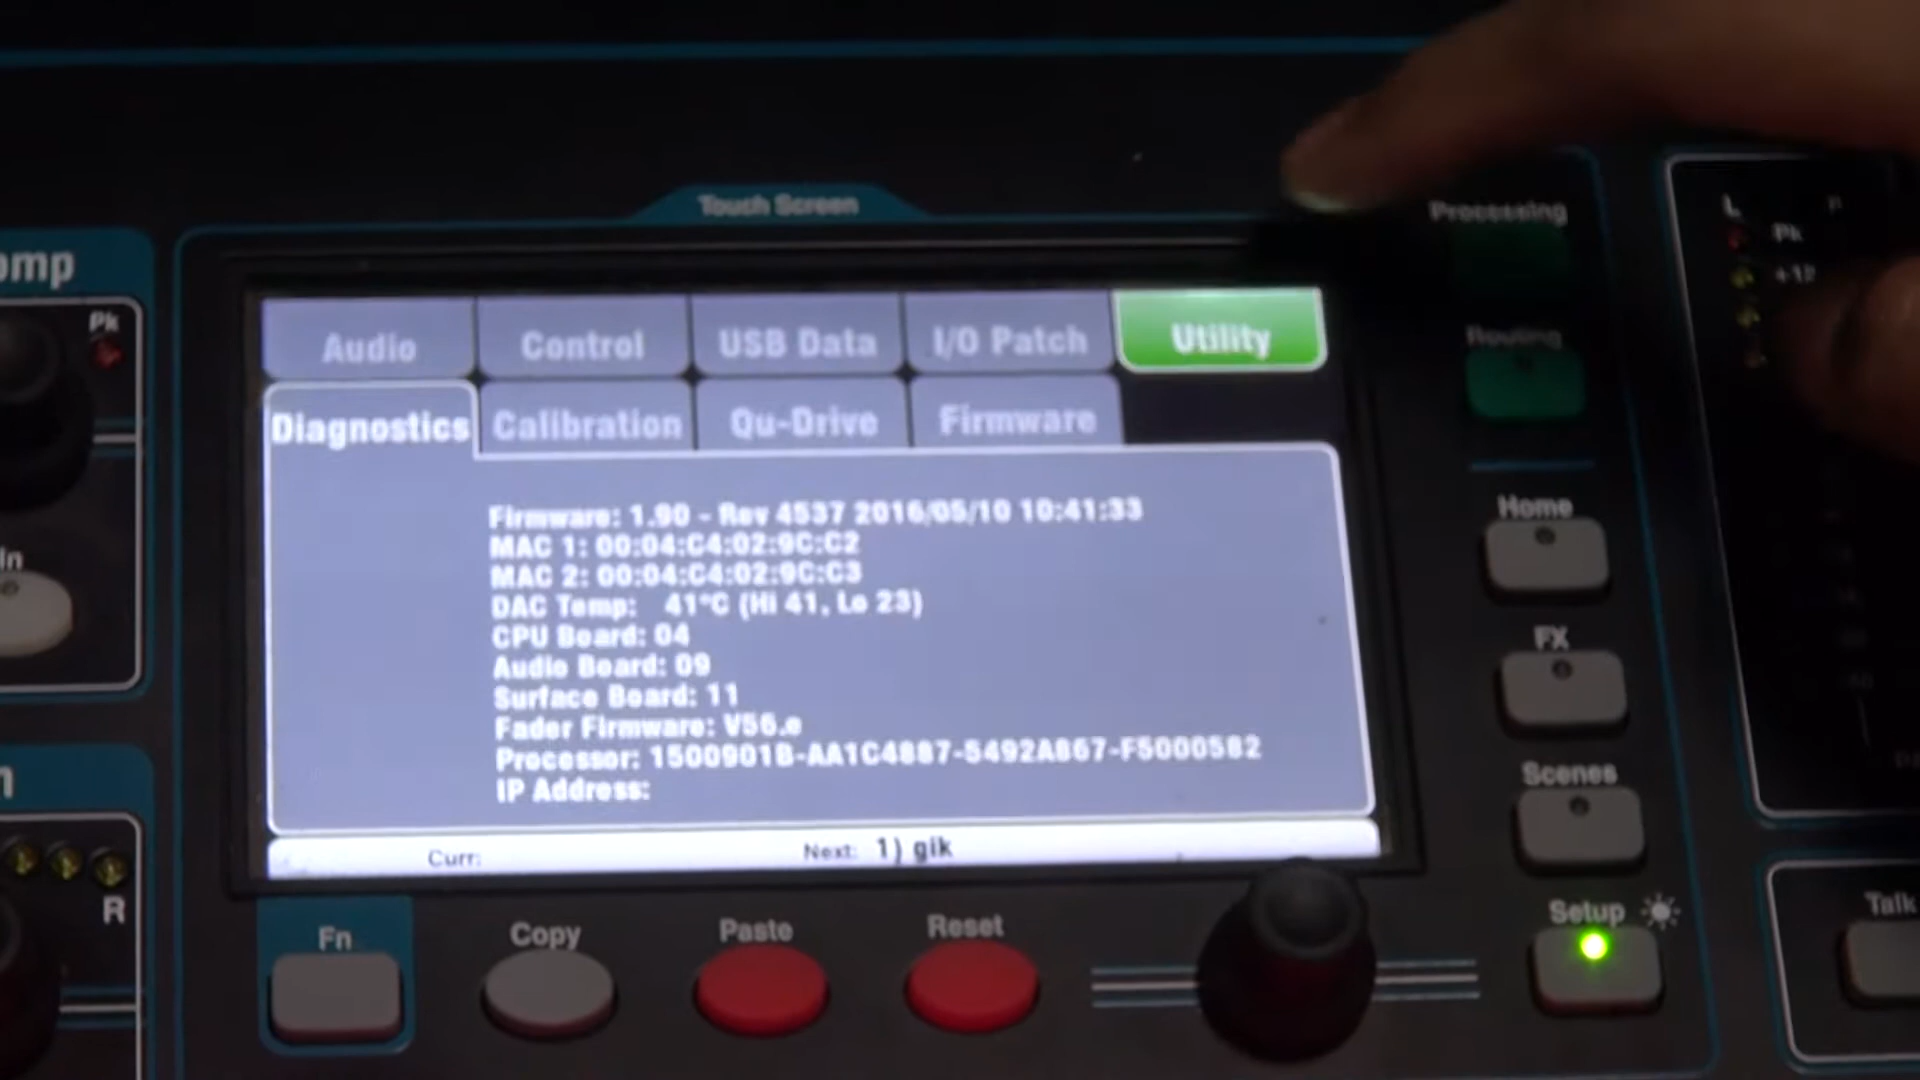 Touch Screen
Processing
L
Pk
+12
omp
Pk
Audio
Control
USB Data
I/O Patch
Utility
Routing
Diagnostics
Calibration
Qu-Drive
Firmware
Firmware: 1.90 - Rev 4537 2016/05/10 10:41:33
MAC 1: 00:04:C4:02:9C:C2
MAC 2: 00:04:C4:02:9C:C3
DAC Temp: 41°C (Hi 41, Lo 23)
CPU Board: 04
Audio Board: 09
Surface Board: 11
Fader Firmware: V56.e
Processor: 1500901B-AA1C4887-5492A867-F5000582
IP Address:
In
Home
FX
Scenes
Curr:
Next: 1) gik
R
Fn
Copy
Paste
Reset
Setup
Talk